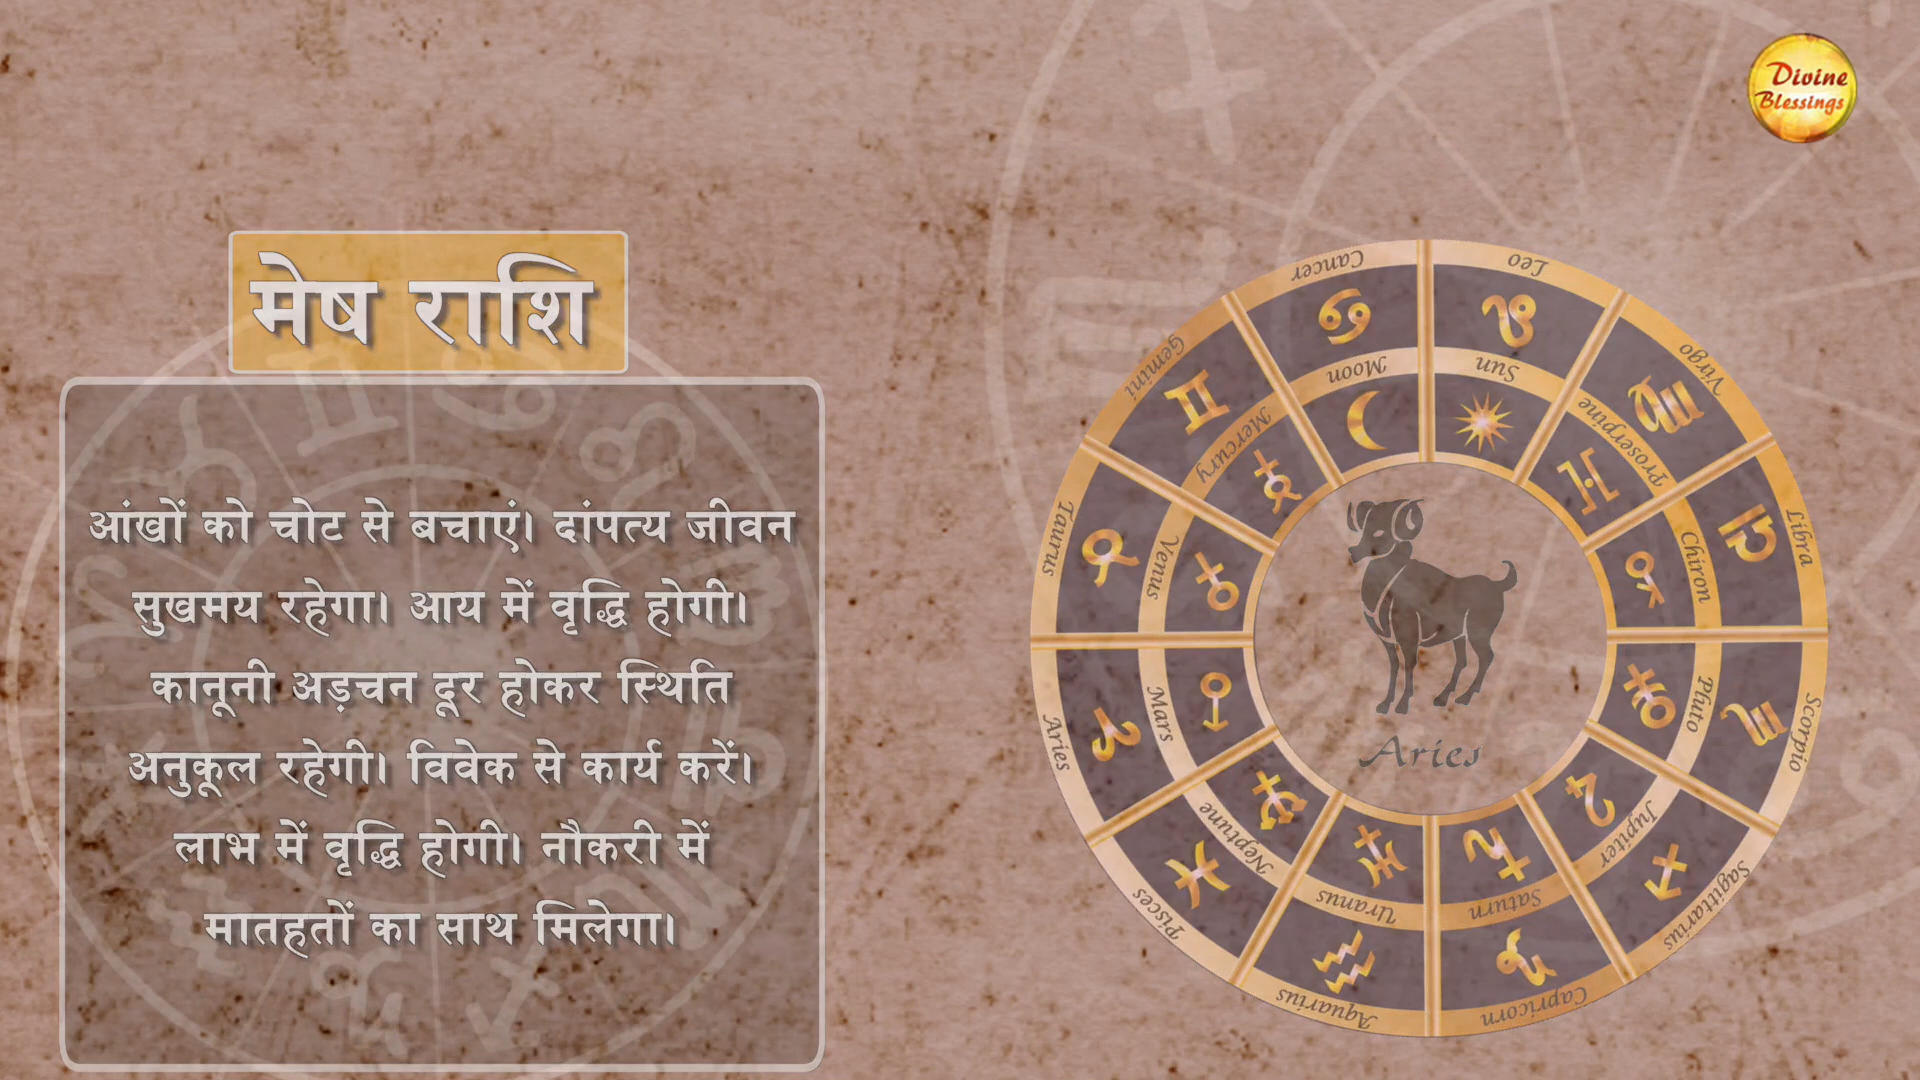 Divine
Blessings
मेष राशि
आंखों को चोट से बचाएं। दांपत्य जीवन
सुखमय रहेगा। आय में वृद्धि होगी।
कानूनी अड़चन दूर होकर स्थिति
अनुकूल रहेगी। विवेक से कार्य करें।
लाभ में वृद्धि होगी। नौकरी में
मातहतों का साथ मिलेगा।
Cancer
Leo
Virgo
Libra
Scorpio
Sagittarius
Capricorn
Aquarius
Pisces
Aries
Taurus
Gemini
Moon
Sun
Proserpine
Chiron
Pluto
Jupiter
Saturn
Uranus
Neptune
Mars
Venus
Mercury
Aries